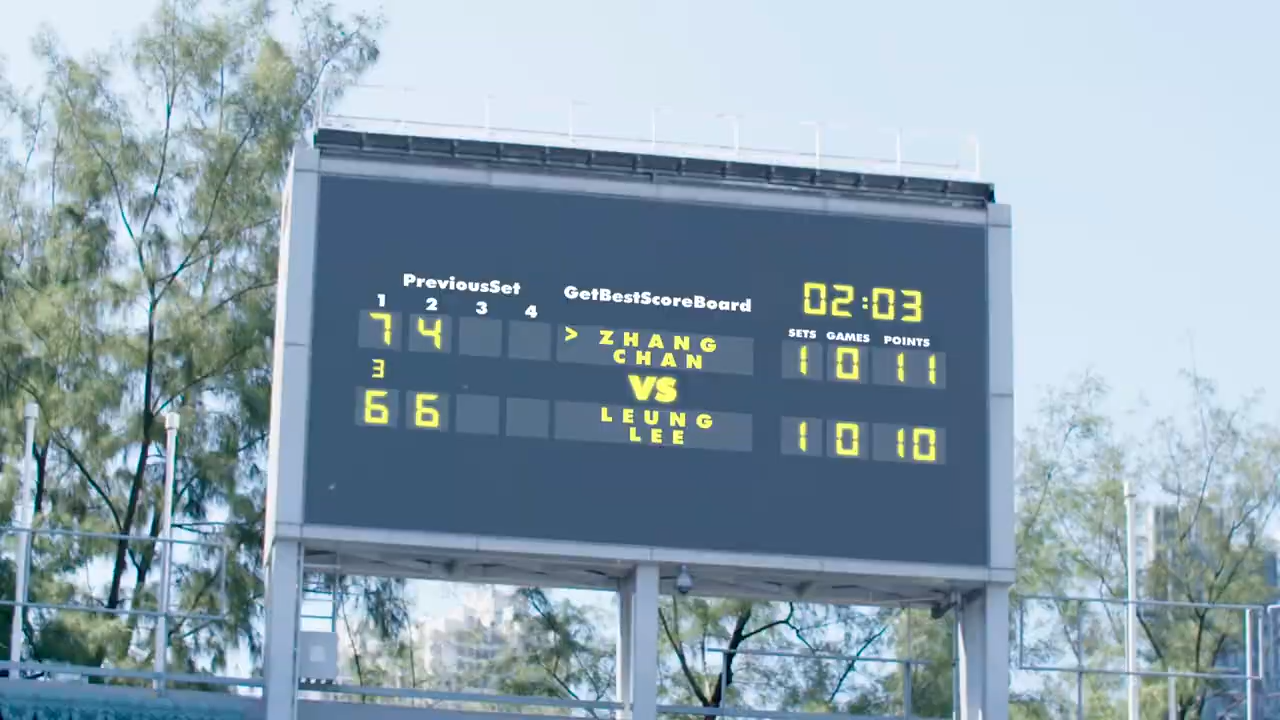 PreviousSet GetBestScoreBoard 02:03
1 2 3 4 SETS GAMES POINTS
7 4 > ZHANG 1 0 11
CHAN
3 VS
6 6 LEUNG 1 0 10
LEE